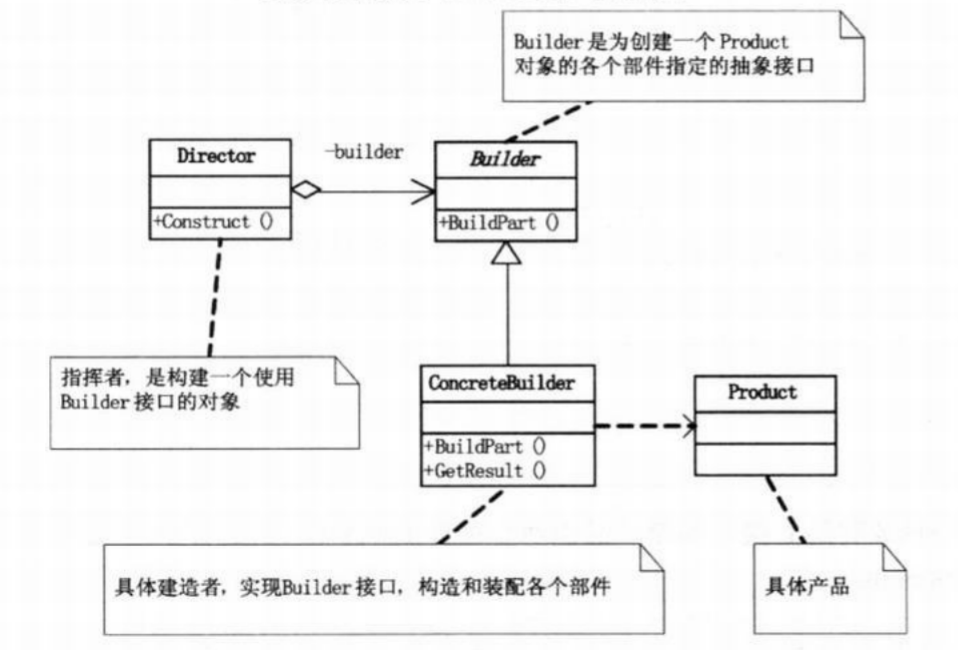 Builder是为创建一个Product
对象的各个部件指定的抽象接口
Director
-builder
Builder
+Construct ()
+BuildPart ()
指挥者，是构建一个使用
Builder接口的对象
ConcreteBuilder
+BuildPart ()
+GetResult ()
Product
具体建造者，实现Builder接口，构造和装配各个部件
具体产品